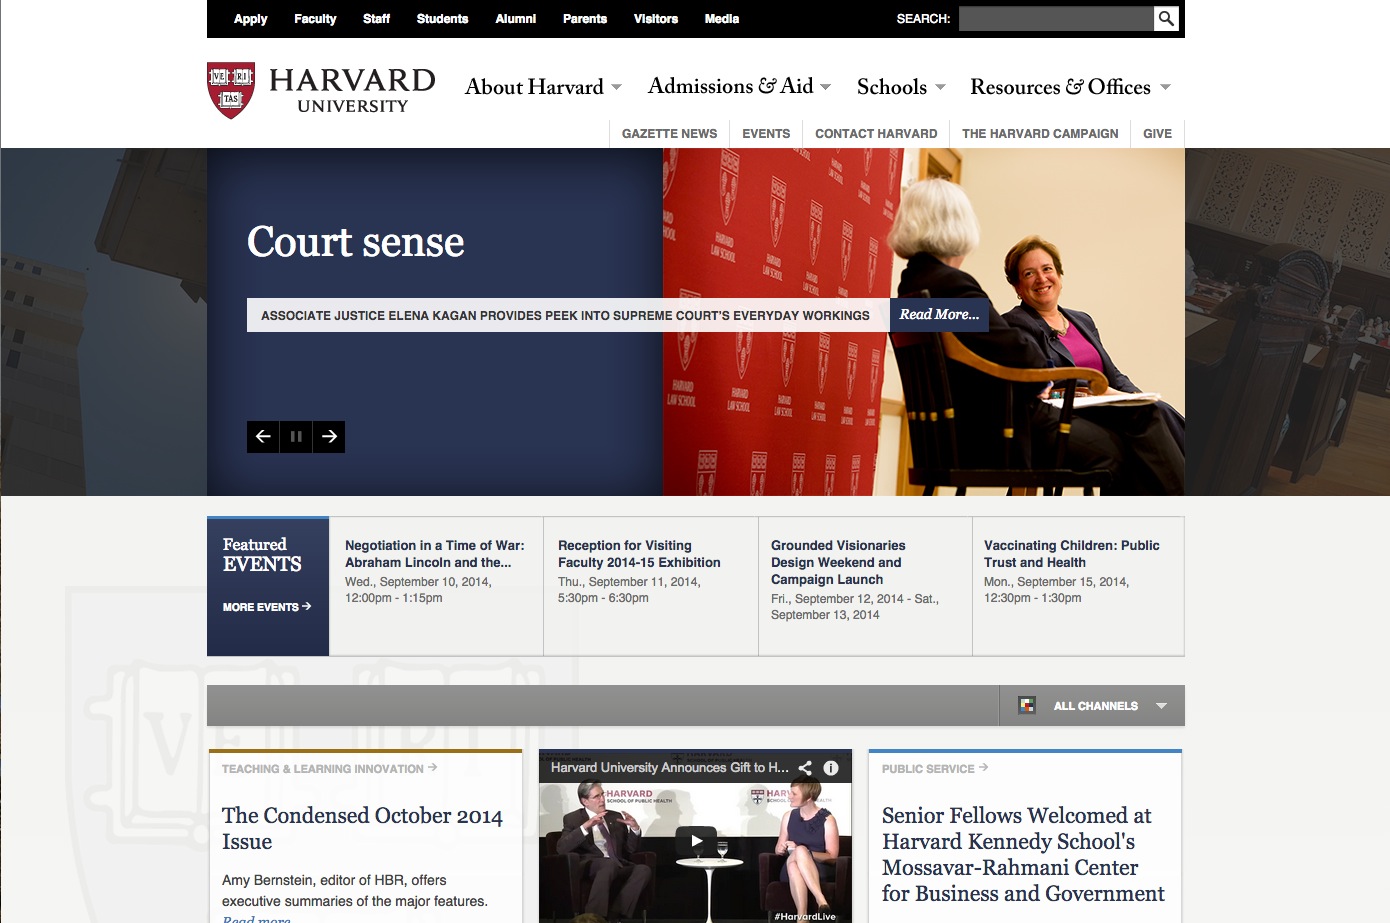 Apply Faculty Staff Students Alumni Parents Visitors Media SEARCH:
VE RI
TAS
HARVARD
UNIVERSITY
About Harvard Admissions & Aid Schools Resources & Offices
GAZETTE NEWS EVENTS CONTACT HARVARD THE HARVARD CAMPAIGN GIVE
Court sense
ASSOCIATE JUSTICE ELENA KAGAN PROVIDES PEEK INTO SUPREME COURT'S EVERYDAY WORKINGS Read More...
HARVARD
LAW SCHOOL
Featured
EVENTS
MORE EVENTS
Negotiation in a Time of War:
Abraham Lincoln and the...
Wed., September 10, 2014,
12:00pm - 1:15pm
Reception for Visiting
Faculty 2014-15 Exhibition
Thu., September 11, 2014,
5:30pm - 6:30pm
Grounded Visionaries
Design Weekend and
Campaign Launch
Fri., September 12, 2014 - Sat.,
September 13, 2014
Vaccinating Children: Public
Trust and Health
Mon., September 15, 2014,
12:30pm - 1:30pm
ALL CHANNELS
TEACHING & LEARNING INNOVATION
The Condensed October 2014
Issue
Amy Bernstein, editor of HBR, offers
executive summaries of the major features.
Read more
Harvard University Announces Gift to H...
HARVARD
SCHOOL OF PUBLIC HEALTH
#HarvardLive
PUBLIC SERVICE
Senior Fellows Welcomed at
Harvard Kennedy School's
Mossavar-Rahmani Center
for Business and Government